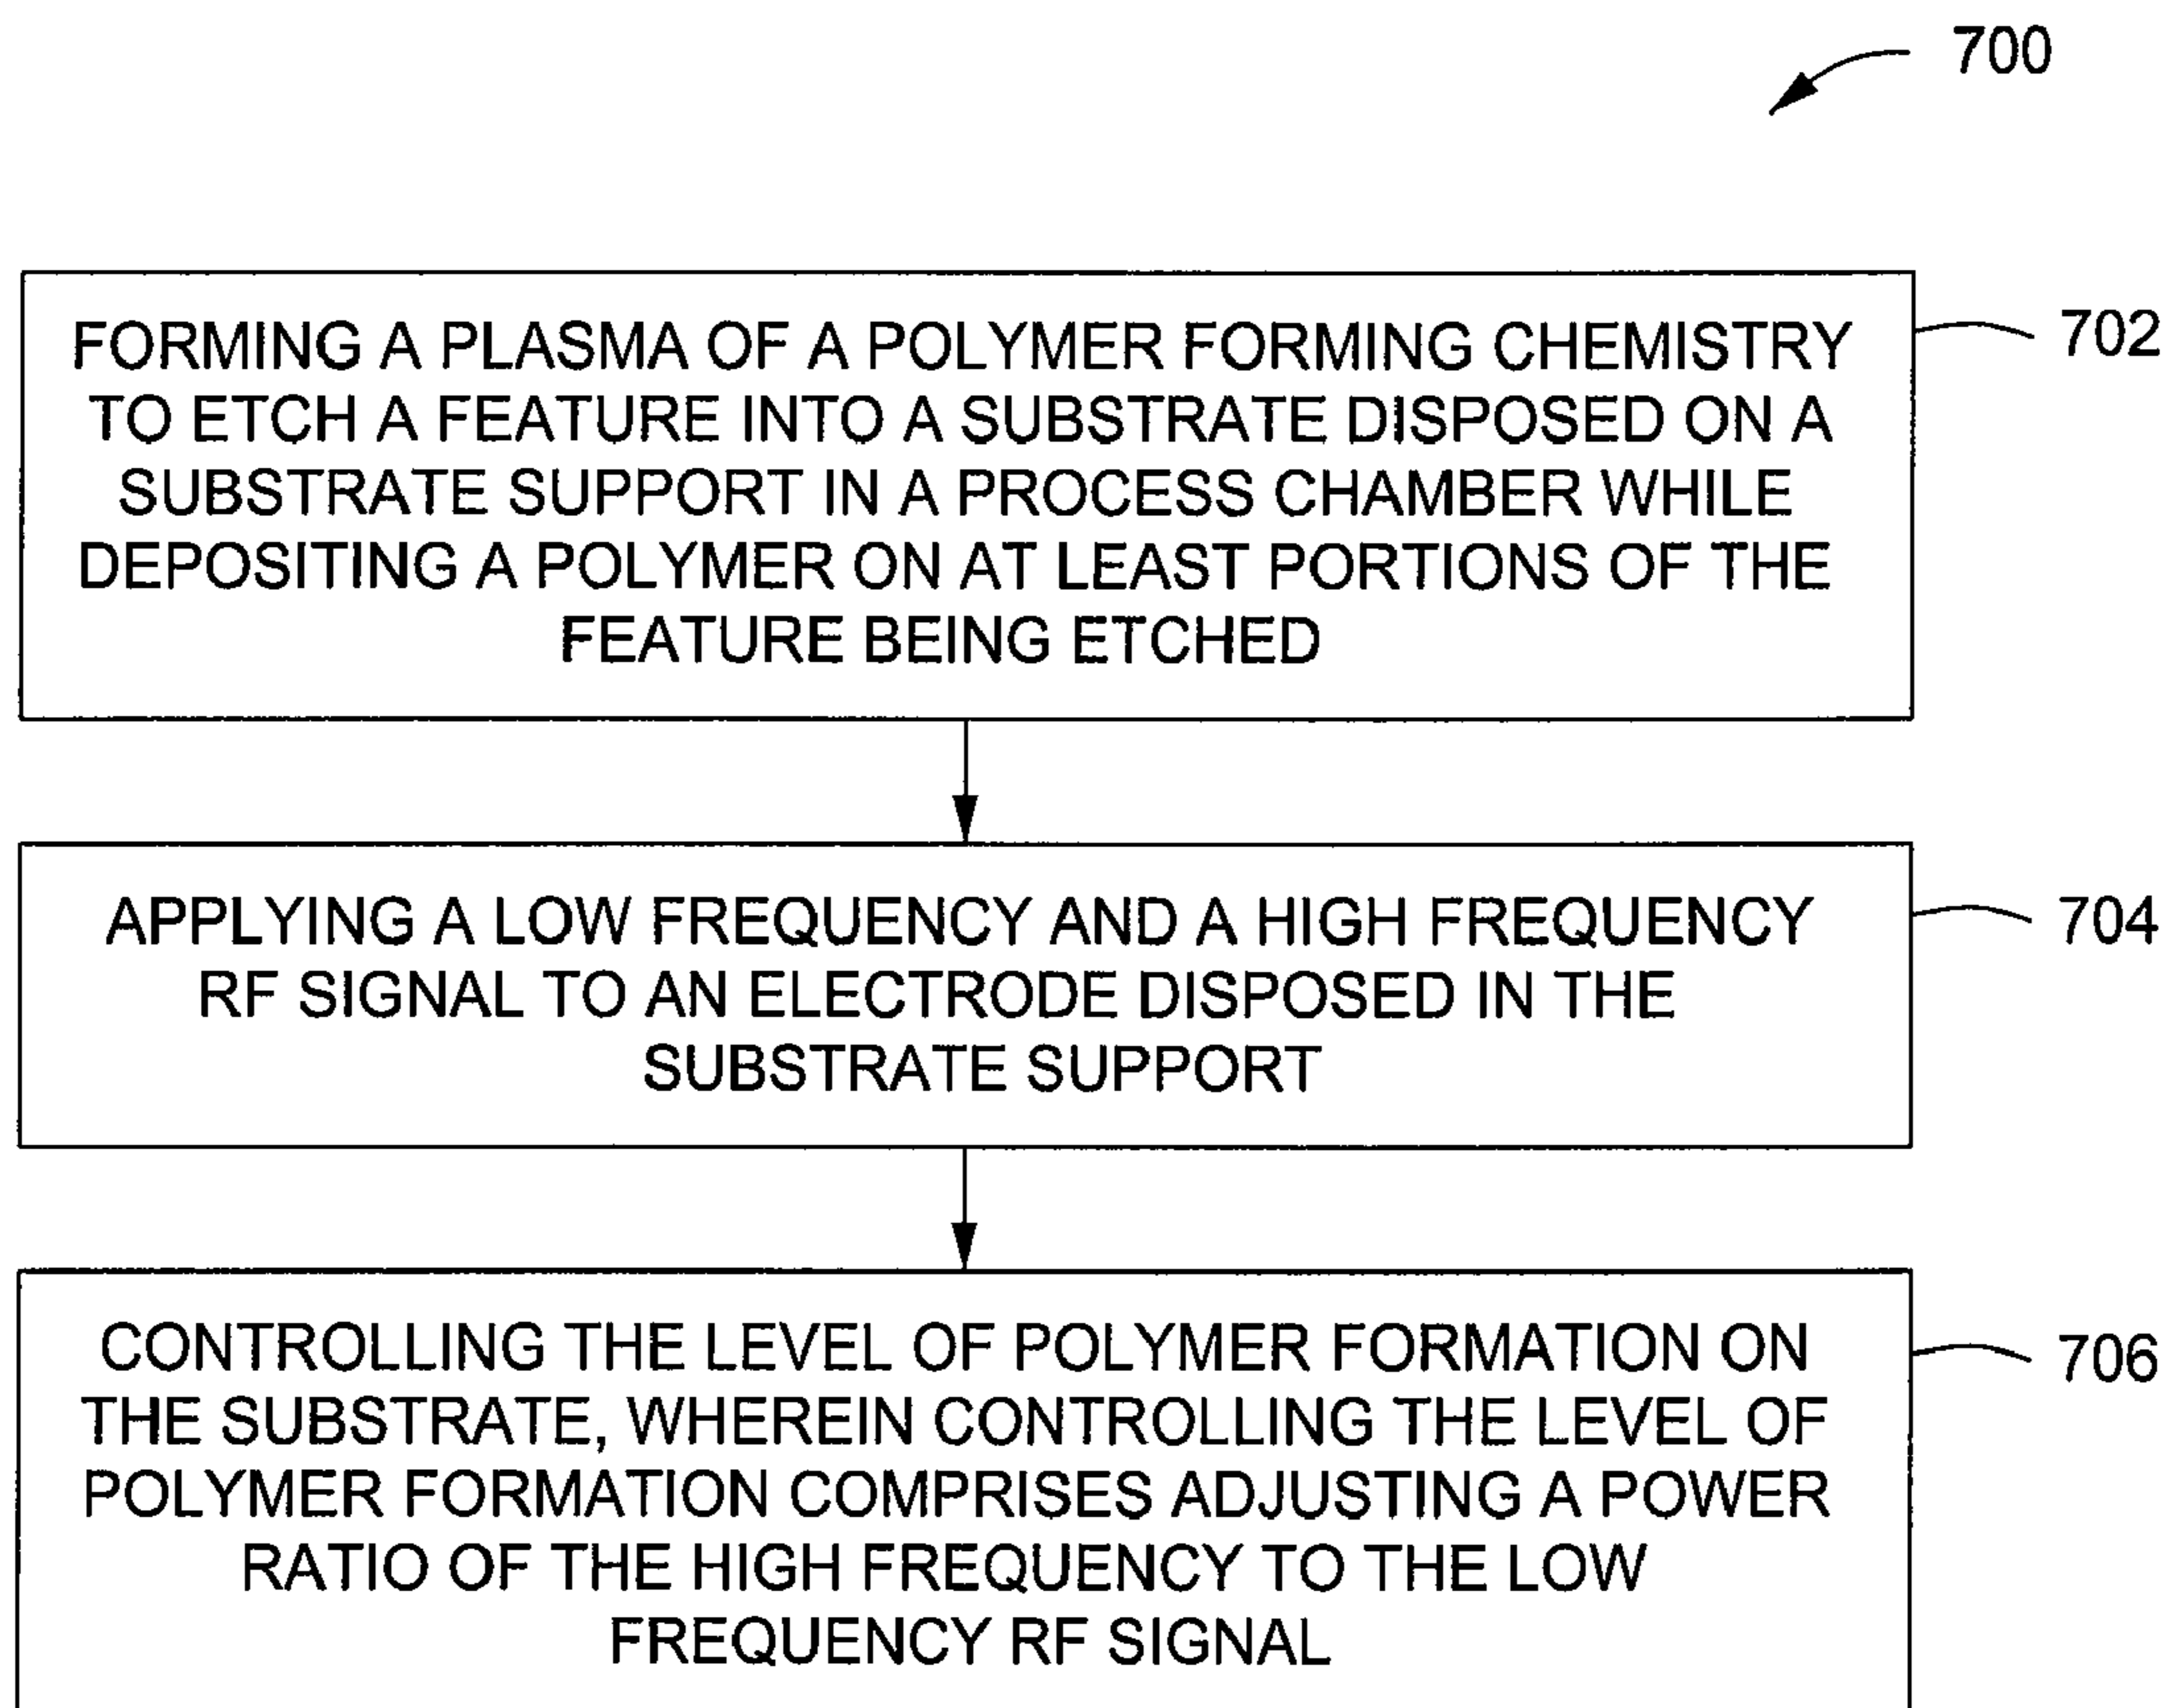 700
FORMING A PLASMA OF A POLYMER FORMING CHEMISTRY
TO ETCH A FEATURE INTO A SUBSTRATE DISPOSED ON A
SUBSTRATE SUPPORT IN A PROCESS CHAMBER WHILE
DEPOSITING A POLYMER ON AT LEAST PORTIONS OF THE
FEATURE BEING ETCHED
702
APPLYING A LOW FREQUENCY AND A HIGH FREQUENCY
RF SIGNAL TO AN ELECTRODE DISPOSED IN THE
SUBSTRATE SUPPORT
704
CONTROLLING THE LEVEL OF POLYMER FORMATION ON
THE SUBSTRATE, WHEREIN CONTROLLING THE LEVEL OF
POLYMER FORMATION COMPRISES ADJUSTING A POWER
RATIO OF THE HIGH FREQUENCY TO THE LOW
FREQUENCY RF SIGNAL
706